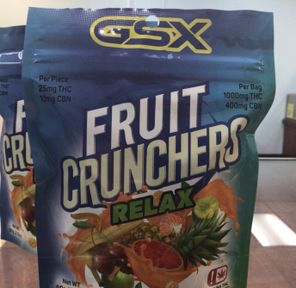 GSX
Per Piece
25mg THC
10mg CBN
Per Bag
1000mg THC
400mg CBN
FRUIT
CRUNCHERS
RELAX
Net WT